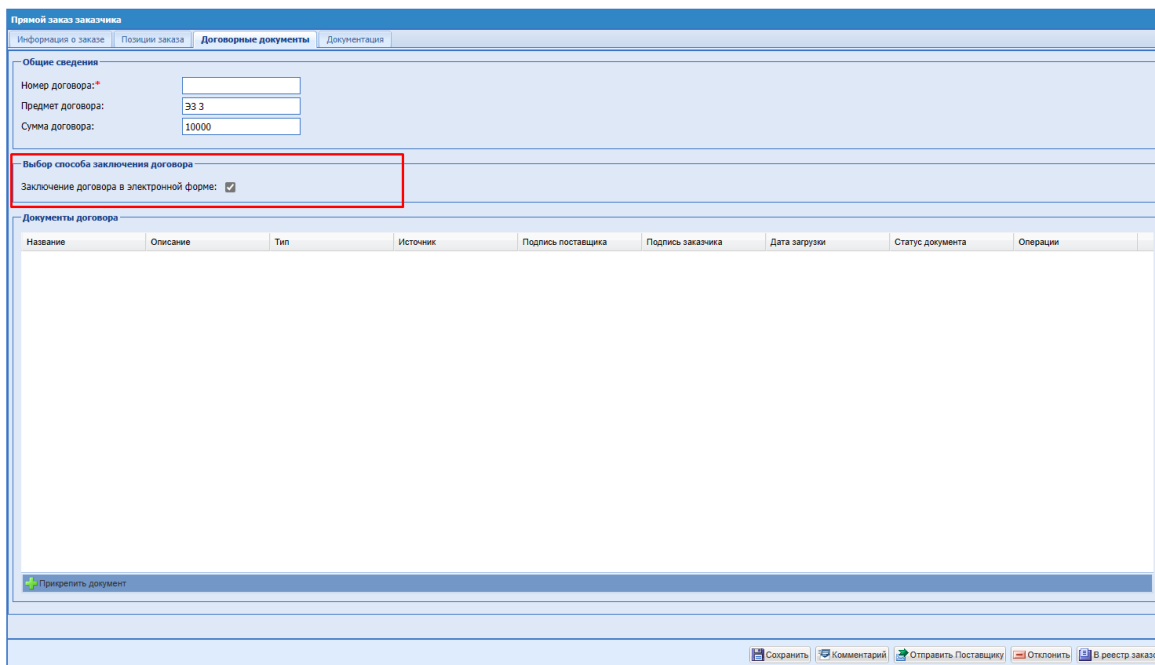 Прямой заказ заказчика
Информация о заказе Позиции заказа Договорные документы Документация
Общие сведения
Номер договора:*
Предмет договора: ЭЗ 3
Сумма договора: 10000
Выбор способа заключения договора
Заключение договора в электронной форме:
Документы договора
Название Описание Тип Источник Подпись поставщика Подпись заказчика Дата загрузки Статус документа Операции
Прикрепить документ
Сохранить Комментарий Отправить Поставщику Отклонить В реестр